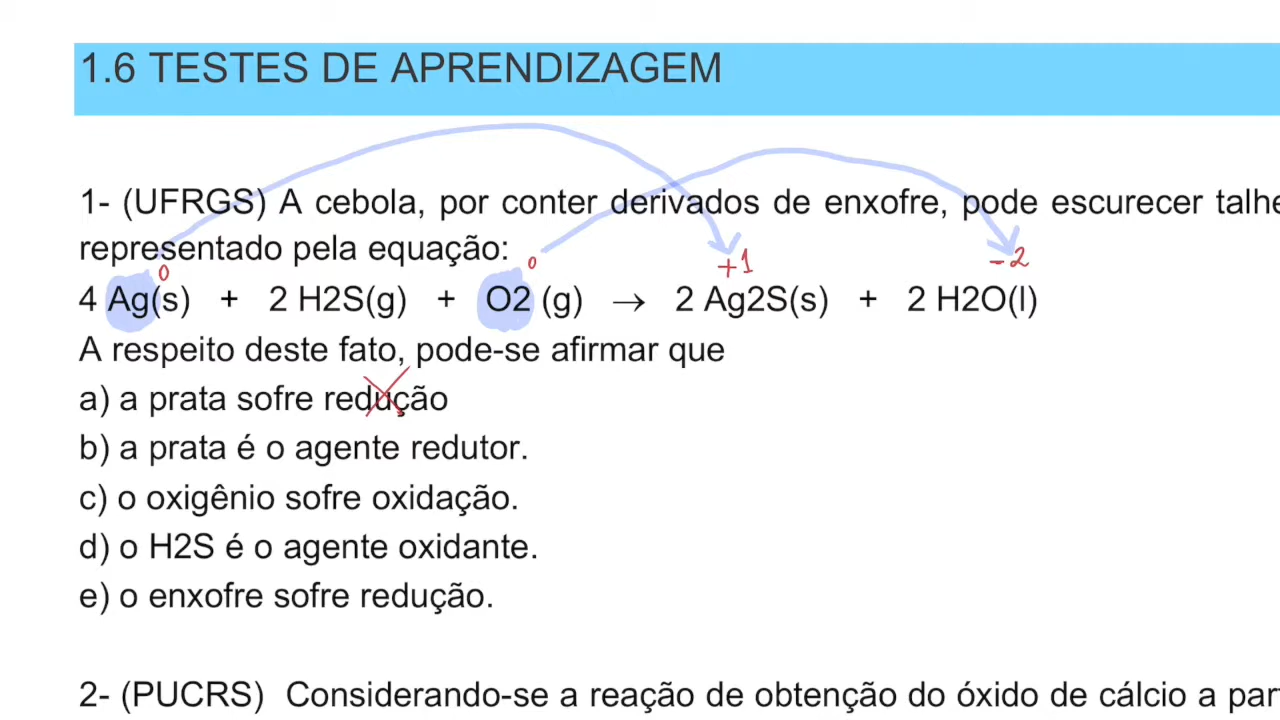 1.6 TESTES DE APRENDIZAGEM
1- (UFRGS) A cebola, por conter derivados de enxofre, pode escurecer
representado pela equação:
0 0 +1 -2
4 Ag(s) + 2 H2S(g) + O2 (g) → 2 Ag2S(s) + 2 H2O(l)
A respeito deste fato, pode-se afirmar que
a) a prata sofre redução
b) a prata é o agente redutor.
c) o oxigênio sofre oxidação.
d) o H2S é o agente oxidante.
e) o enxofre sofre redução.
2- (PUCRS) Considerando-se a reação de obtenção do óxido de cálcio a